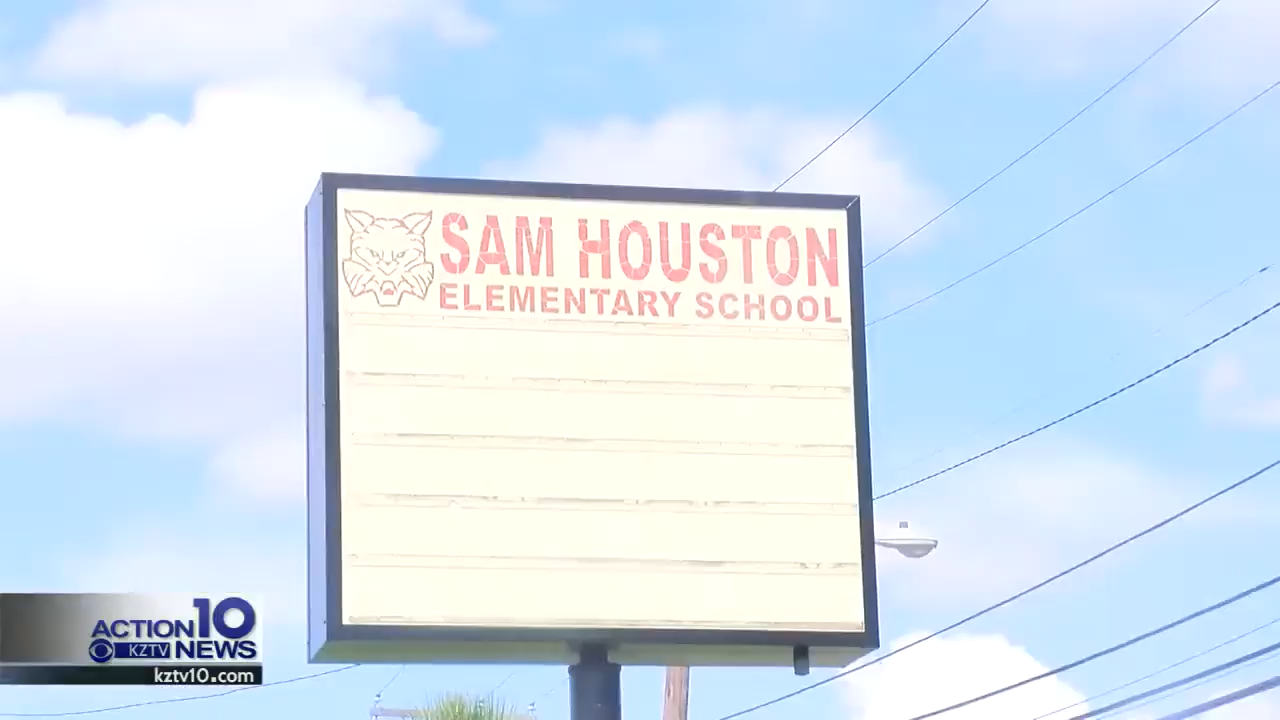 SAM HOUSTON
ELEMENTARY SCHOOL
ACTION 10
KZTV NEWS
kztv10.com